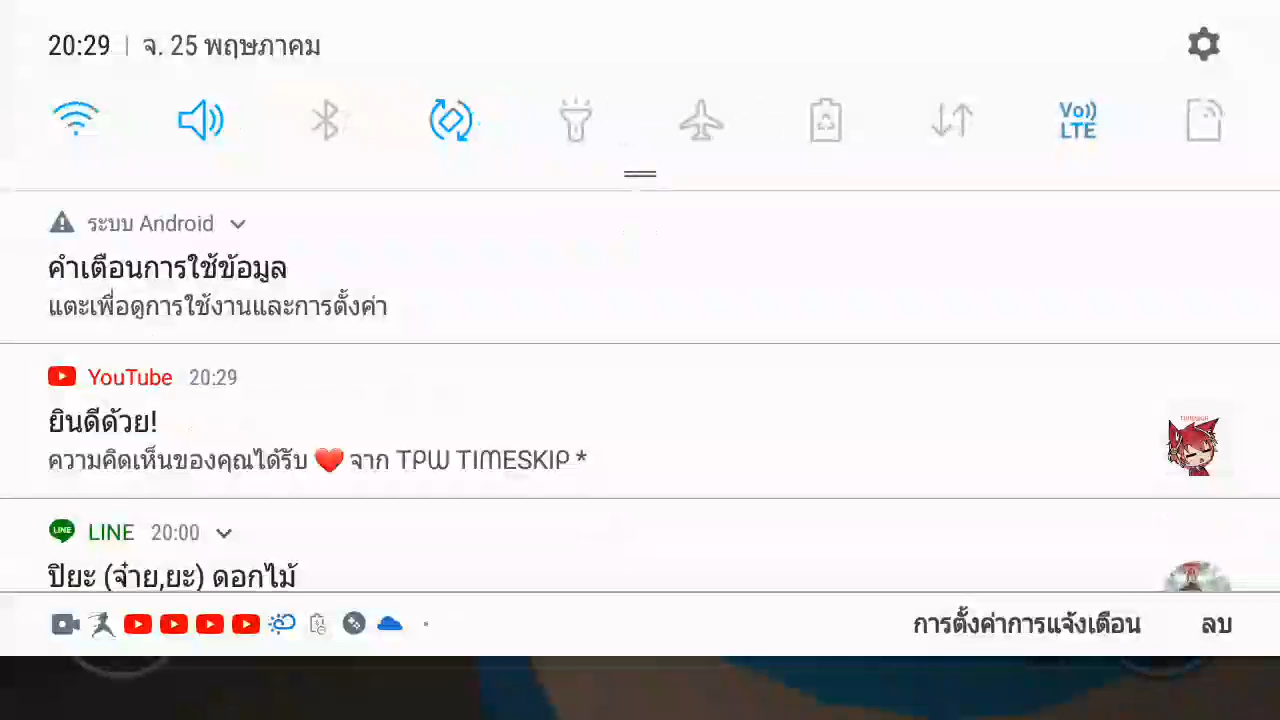 20:29 | จ. 25 พฤษภาคม
Vo)) LTE
ระบบ Android
คำเตือนการใช้ข้อมูล
แตะเพื่อดูการใช้งานและการตั้งค่า
YouTube 20:29
ยินดีด้วย!
ความคิดเห็นของคุณได้รับ ❤️ จาก TPW TIMESKIP *
TIMESKIP
LINE 20:00
ปิยะ (จ๋าย,ยะ) ดอกไม้
การตั้งค่าการแจ้งเตือน ลบ